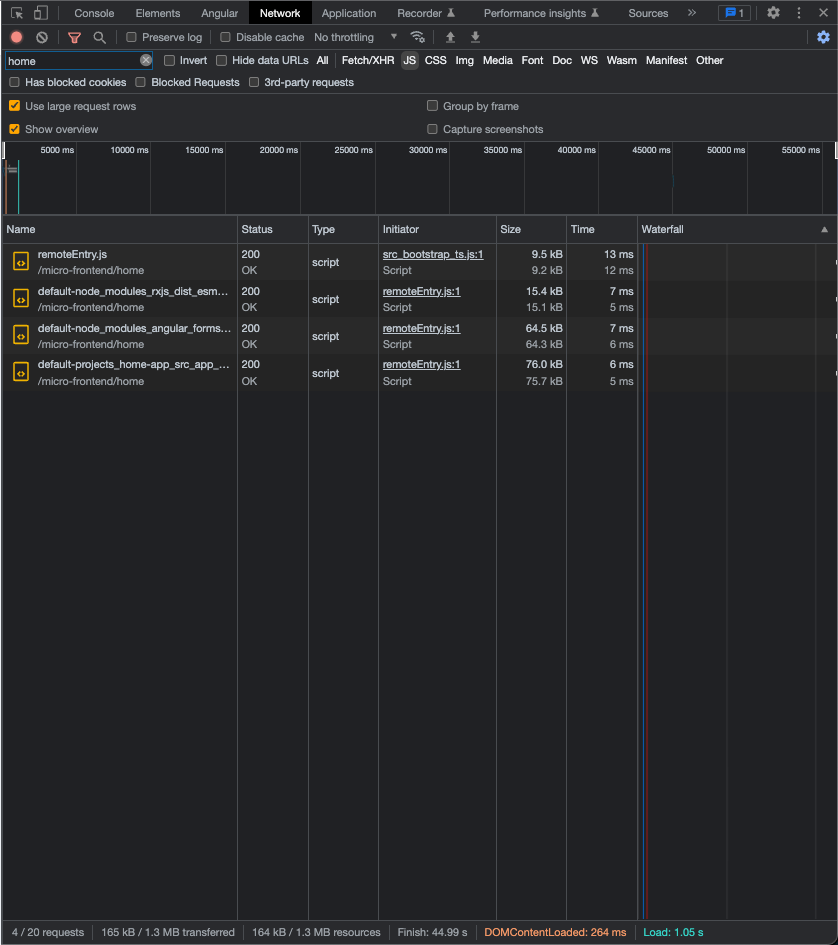 Console Elements Angular Network Application Recorder Performance insights Sources » 1
Preserve log Disable cache No throttling
home Invert Hide data URLs All Fetch/XHR JS CSS Img Media Font Doc WS Wasm Manifest Other
Has blocked cookies Blocked Requests 3rd-party requests
Use large request rows Group by frame
Show overview Capture screenshots
5000 ms 10000 ms 15000 ms 20000 ms 25000 ms 30000 ms 35000 ms 40000 ms 45000 ms 50000 ms 55000 ms
Name Status Type Initiator Size Time Waterfall
remoteEntry.js 200 script src_bootstrap_ts.js:1 9.5 kB 13 ms
/micro-frontend/home OK Script 9.2 kB 12 ms
default-node_modules_rxjs_dist_esm... 200 script remoteEntry.js:1 15.4 kB 7 ms
/micro-frontend/home OK Script 15.1 kB 5 ms
default-node_modules_angular_forms... 200 script remoteEntry.js:1 64.5 kB 7 ms
/micro-frontend/home OK Script 64.3 kB 6 ms
default-projects_home-app_src_app_... 200 script remoteEntry.js:1 76.0 kB 6 ms
/micro-frontend/home OK Script 75.7 kB 5 ms
4 / 20 requests 165 kB / 1.3 MB transferred 164 kB / 1.3 MB resources Finish: 44.99 s DOMContentLoaded: 264 ms Load: 1.05 s